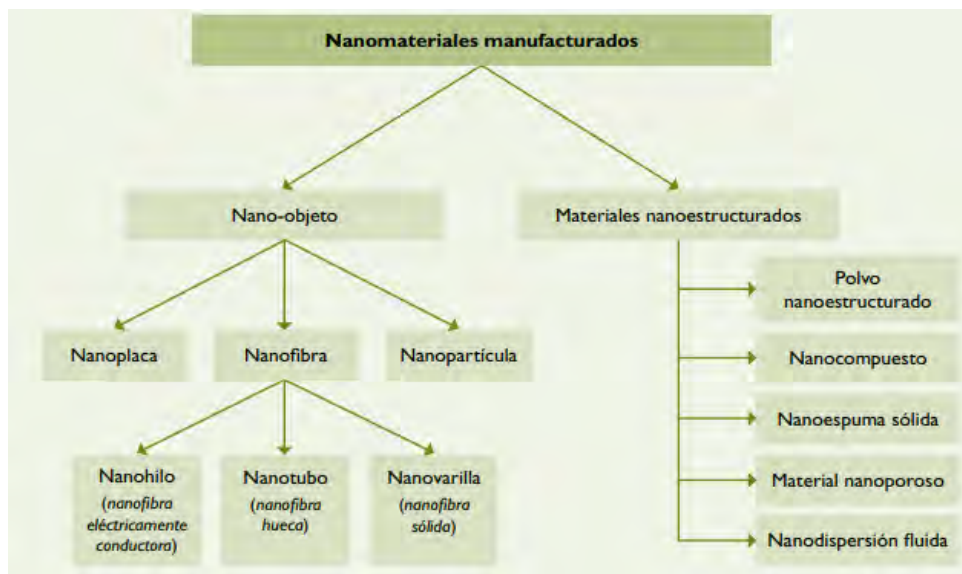 Nanomateriales manufacturados
Nano-objeto
Materiales nanoestructurados
Nanoplaca
Nanofibra
Nanopartícula
Nanohilo
(nanofibra
eléctricamente
conductora)
Nanotubo
(nanofibra
hueca)
Nanovarilla
(nanofibra
sólida)
Polvo
nanoestructurado
Nanocompuesto
Nanoespuma sólida
Material nanoporoso
Nanodispersión fluída